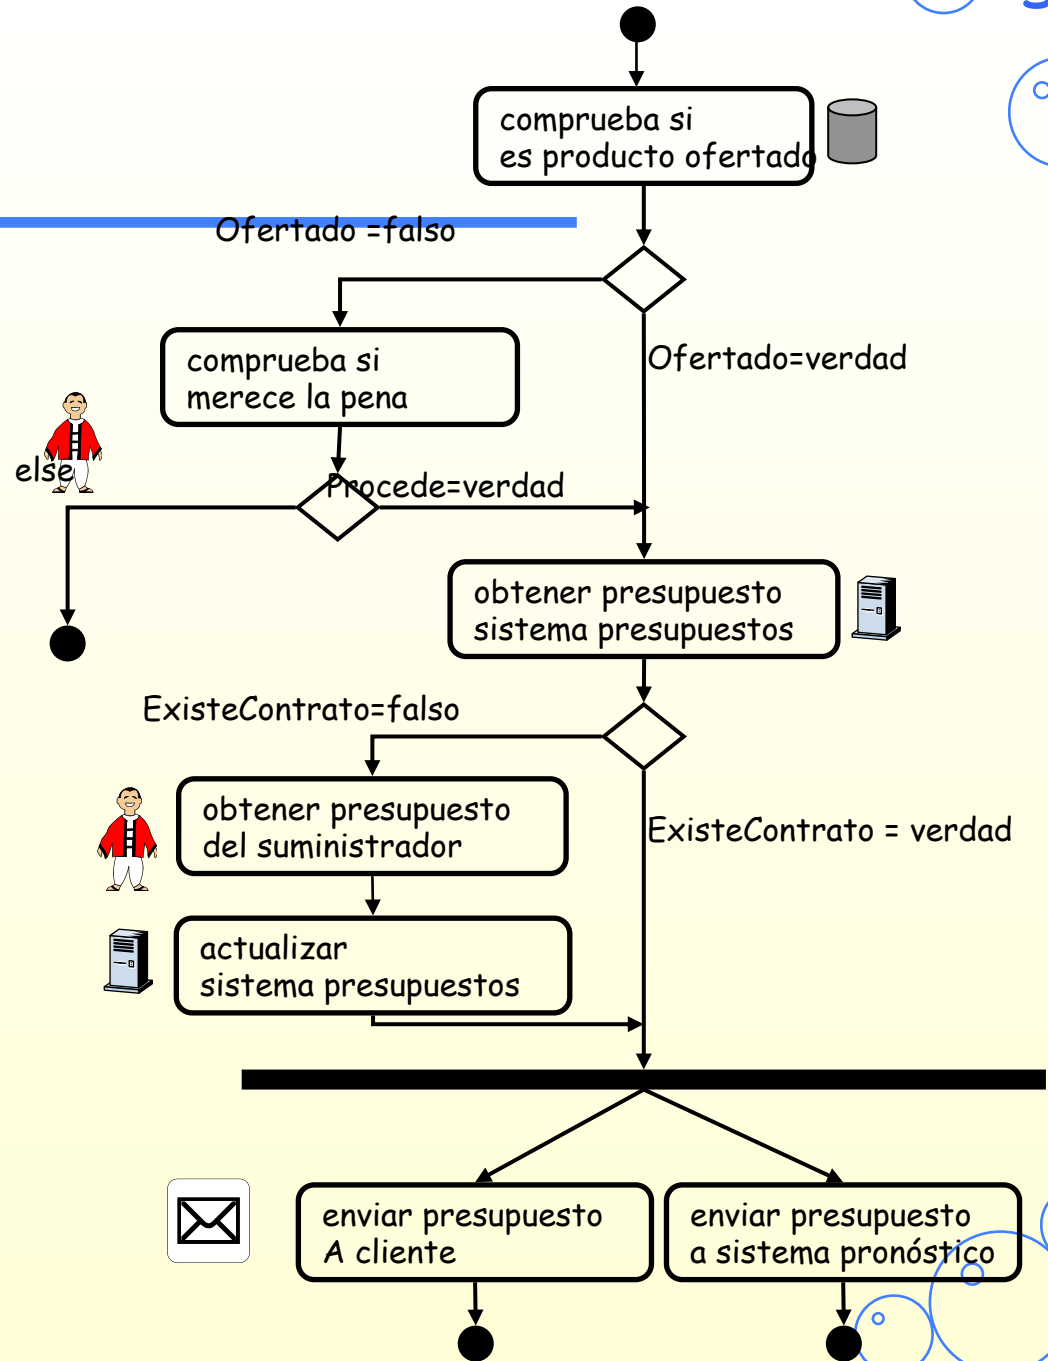 comprueba si
es producto ofertado
Ofertado =falso
Ofertado=verdad
comprueba si
merece la pena
else
Procede=verdad
obtener presupuesto
sistema presupuestos
ExisteContrato=falso
obtener presupuesto
del suministrador
ExisteContrato = verdad
actualizar
sistema presupuestos
enviar presupuesto
A cliente
enviar presupuesto
a sistema pronóstico